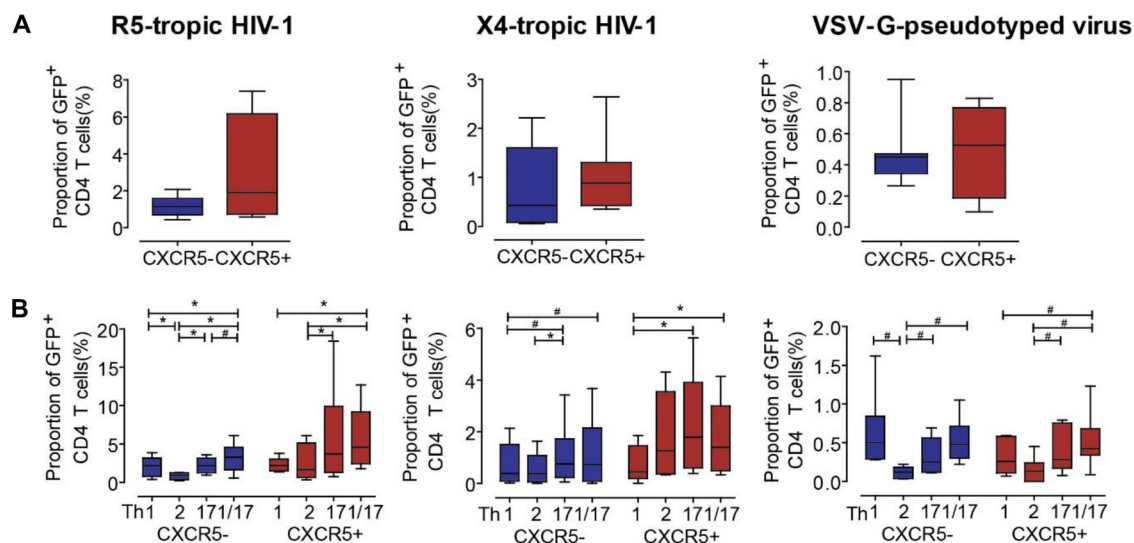 A
R5-tropic HIV-1
X4-tropic HIV-1
VSV-G-pseudotyped virus
Proportion of GFP+
CD4 T cells(%)
8
6
4
2
0
CXCR5-CXCR5+
Proportion of GFP+
CD4 T cells(%)
3
2
1
0
CXCR5-CXCR5+
Proportion of GFP+
CD4 T cells(%)
1.0
0.8
0.6
0.4
0.2
0.0
CXCR5- CXCR5+
B
Proportion of GFP+
CD4 T cells(%)
20
15
10
5
0
* * * * * #
* * *
Th1 2 171/17 1 2 171/17
CXCR5- CXCR5+
Proportion of GFP+
CD4 T cells(%)
6
4
2
0
# # *
* *
Th 1 2 171/17 1 2 171/17
CXCR5- CXCR5+
Proportion of GFP+
CD4 T cells(%)
2.0
1.5
1.0
0.5
0.0
# # #
# # #
Th 1 2 171/17 1 2 171/17
CXCR5- CXCR5+